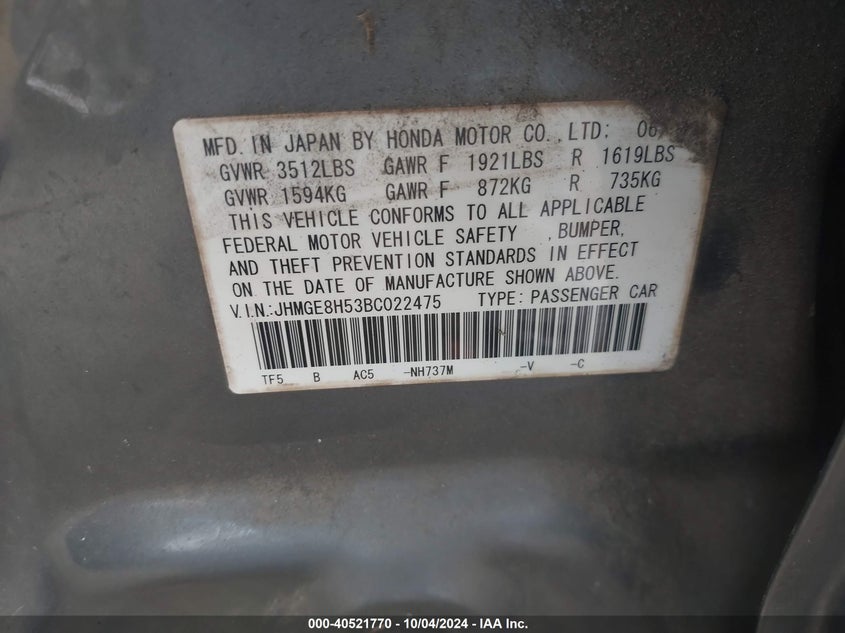 MFD. IN JAPAN BY HONDA MOTOR CO., LTD: 06/
GVWR 3512LBS GAWR F 1921LBS R 1619LBS
GVWR 1594KG GAWR F 872KG R 735KG
THIS VEHICLE CONFORMS TO ALL APPLICABLE
FEDERAL MOTOR VEHICLE SAFETY ,BUMPER,
AND THEFT PREVENTION STANDARDS IN EFFECT
ON THE DATE OF MANUFACTURE SHOWN ABOVE.
V.I.N.:JHMGE8H53BC022475 TYPE: PASSENGER CAR
TF5 B AC5 -NH737M -V -C
000-40521770 - 10/04/2024 - IAA Inc.